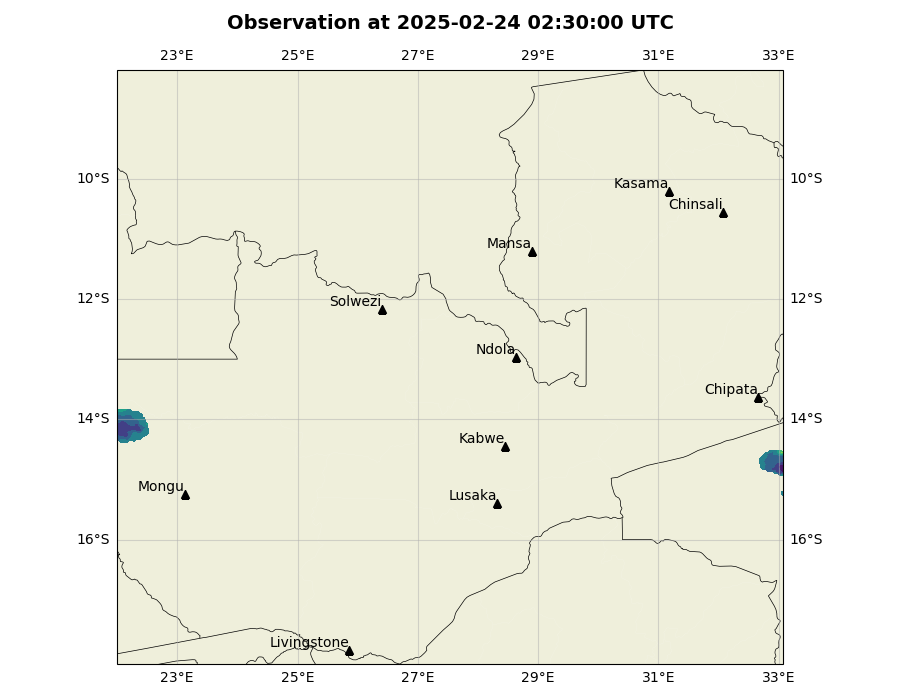 Observation at 2025-02-24 02:30:00 UTC
23°E 25°E 27°E 29°E 31°E 33°E
10°S 10°S
Kasama
Chinsali
Mansa
12°S 12°S
Solwezi
Ndola
Chipata
14°S 14°S
Kabwe
Mongu
Lusaka
16°S 16°S
Livingstone
23°E 25°E 27°E 29°E 31°E 33°E